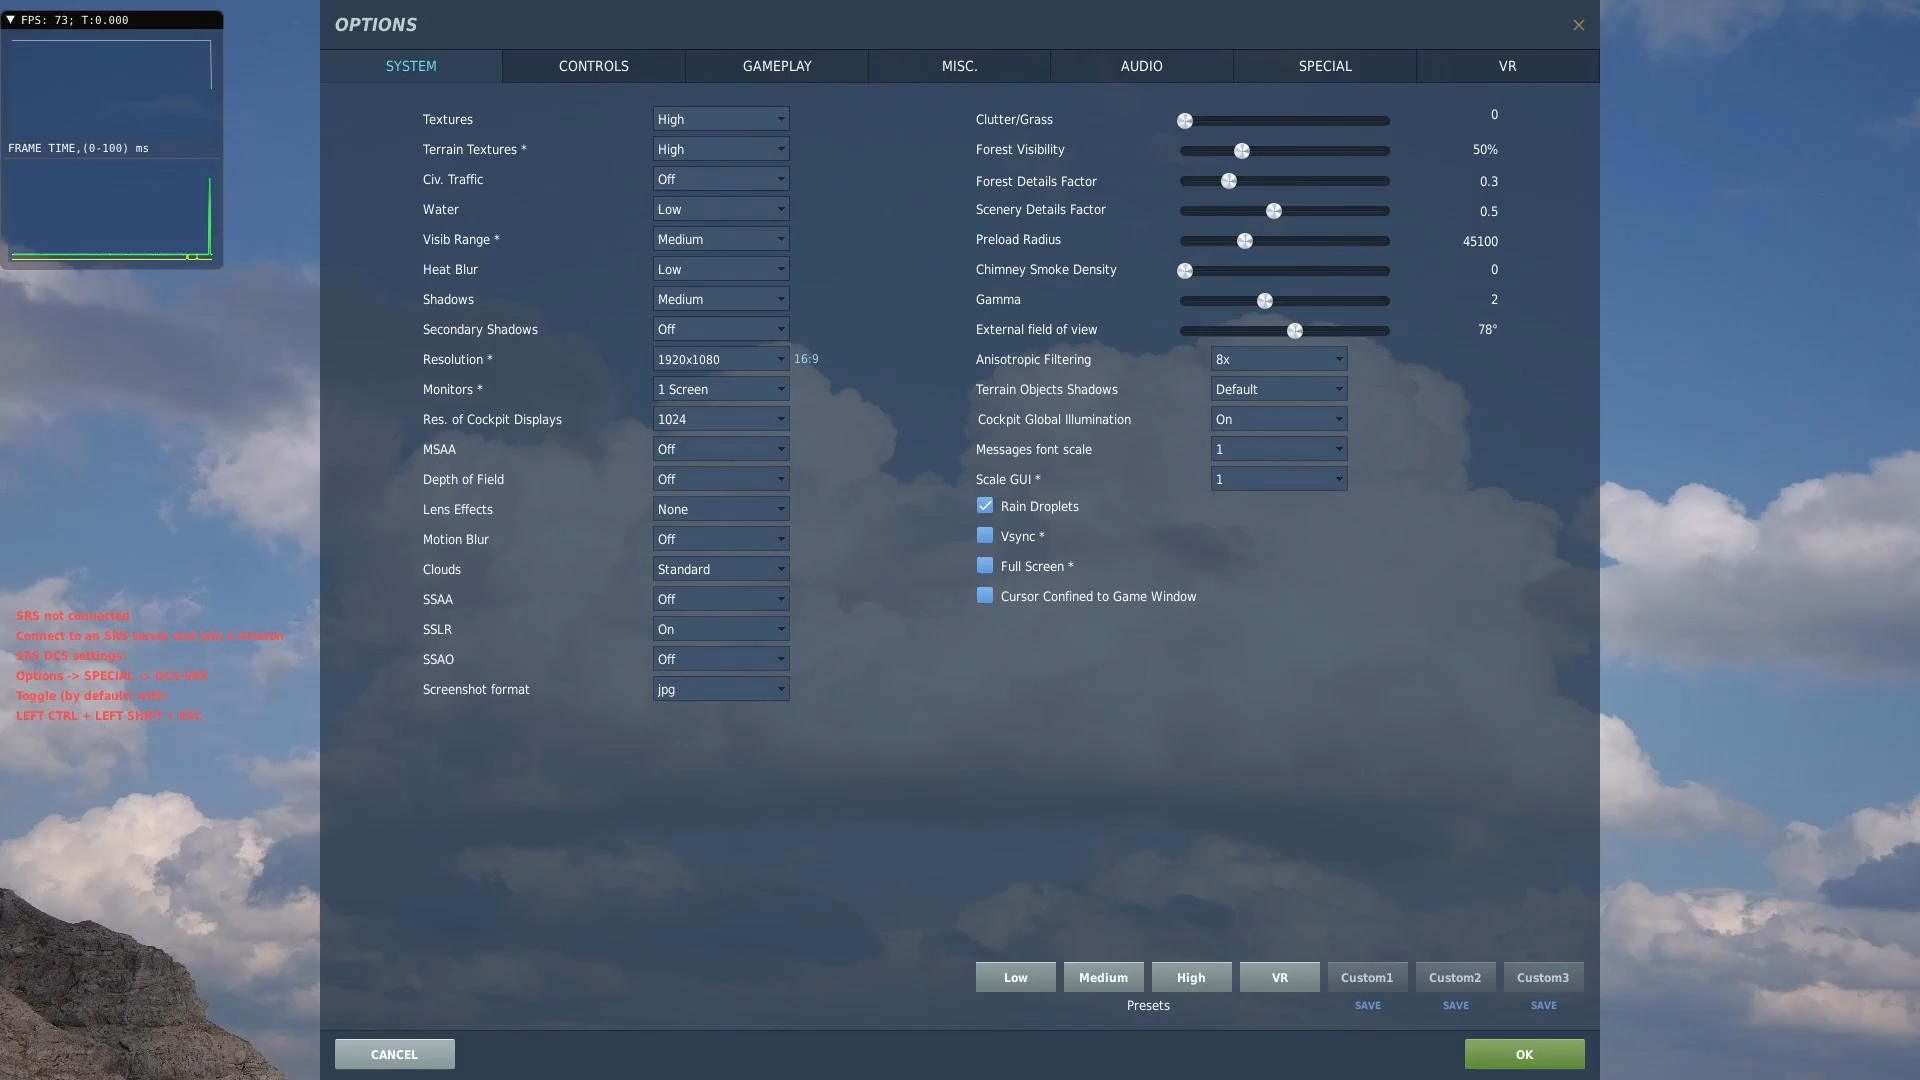 FPS: 73; T:0.000
FRAME TIME,(0-100) ms
SRS not connected
Connect to an SRS server and join a mission
SRS DCS settings:
Options -> SPECIAL -> DCS-SRS
Toggle (by default) with:
LEFT CTRL + LEFT SHIFT + ESC
OPTIONS
SYSTEM CONTROLS GAMEPLAY MISC. AUDIO SPECIAL VR
Textures High
Terrain Textures * High
Civ. Traffic Off
Water Low
Visib Range * Medium
Heat Blur Low
Shadows Medium
Secondary Shadows Off
Resolution * 1920x1080 16:9
Monitors * 1 Screen
Res. of Cockpit Displays 1024
MSAA Off
Depth of Field Off
Lens Effects None
Motion Blur Off
Clouds Standard
SSAA Off
SSLR On
SSAO Off
Screenshot format jpg
Clutter/Grass 0
Forest Visibility 50%
Forest Details Factor 0.3
Scenery Details Factor 0.5
Preload Radius 45100
Chimney Smoke Density 0
Gamma 2
External field of view 78°
Anisotropic Filtering 8x
Terrain Objects Shadows Default
Cockpit Global Illumination On
Messages font scale 1
Scale GUI * 1
Rain Droplets
Vsync *
Full Screen *
Cursor Confined to Game Window
Low Medium High VR Custom1 Custom2 Custom3
Presets SAVE SAVE SAVE
CANCEL OK